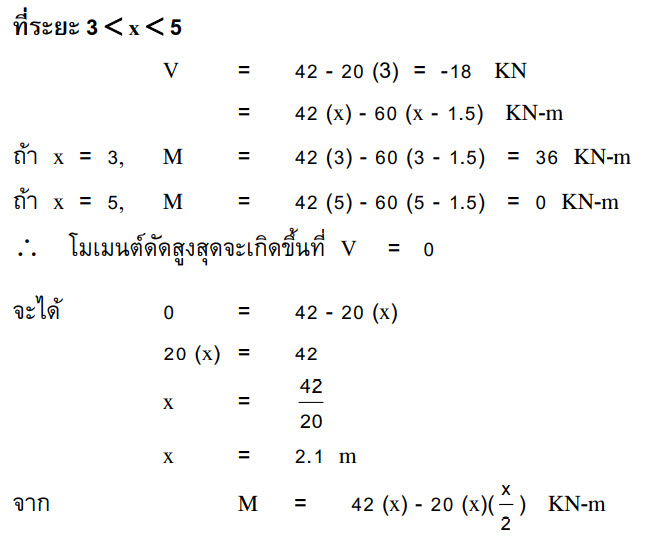 ที่ระยะ 3 < x < 5
V = 42 - 20 (3) = -18 KN
= 42 (x) - 60 (x - 1.5) KN-m
ถ้า x = 3, M = 42 (3) - 60 (3 - 1.5) = 36 KN-m
ถ้า x = 5, M = 42 (5) - 60 (5 - 1.5) = 0 KN-m
∴ โมเมนต์ดัดสูงสุดจะเกิดขึ้นที่ V = 0
จะได้ 0 = 42 - 20 (x)
20 (x) = 42
x = 42/20
x = 2.1 m
จาก M = 42 (x) - 20 (x)(x/2) KN-m